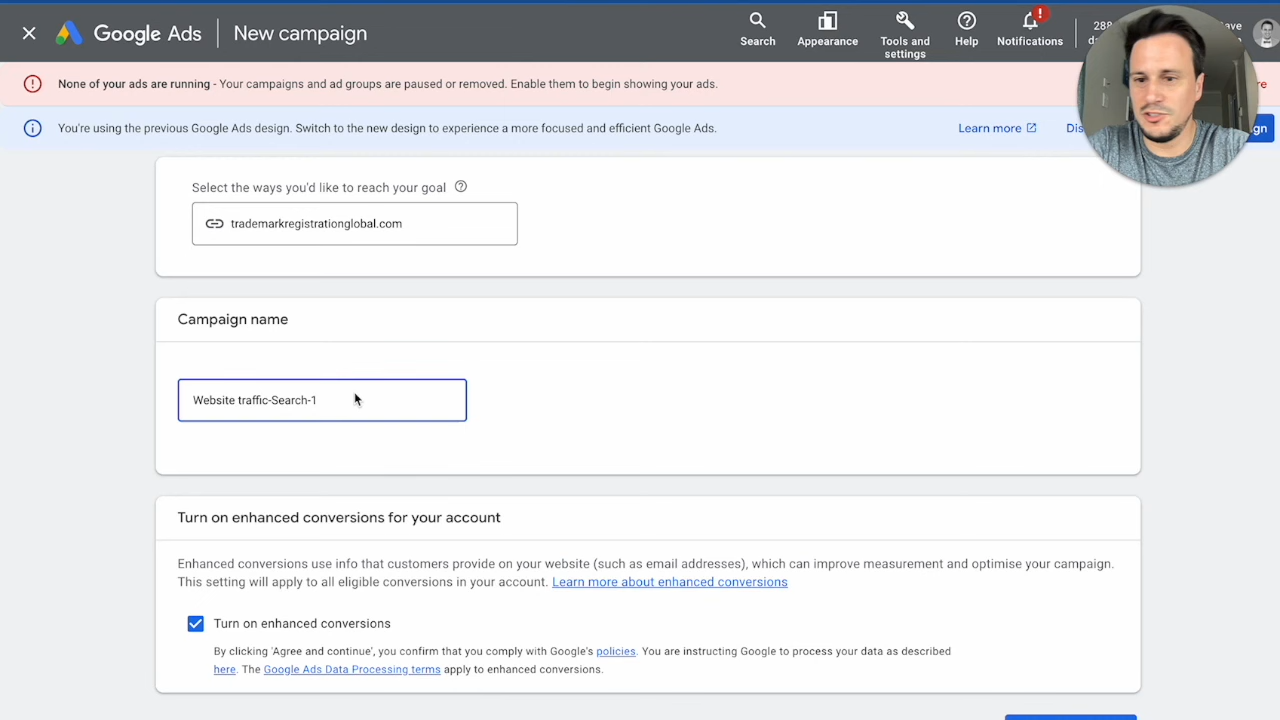 Google Ads
New campaign
Search
Appearance
Tools and
settings
Help
Notifications
!
288
None of your ads are running - Your campaigns and ad groups are paused or removed. Enable them to begin showing your ads.
You're using the previous Google Ads design. Switch to the new design to experience a more focused and efficient Google Ads.
Learn more
Select the ways you'd like to reach your goal
trademarkregistrationglobal.com
Campaign name
Website traffic-Search-1
Turn on enhanced conversions for your account
Enhanced conversions use info that customers provide on your website (such as email addresses), which can improve measurement and optimise your campaign.
This setting will apply to all eligible conversions in your account. Learn more about enhanced conversions
Turn on enhanced conversions
By clicking 'Agree and continue', you confirm that you comply with Google's policies. You are instructing Google to process your data as described
here. The Google Ads Data Processing terms apply to enhanced conversions.